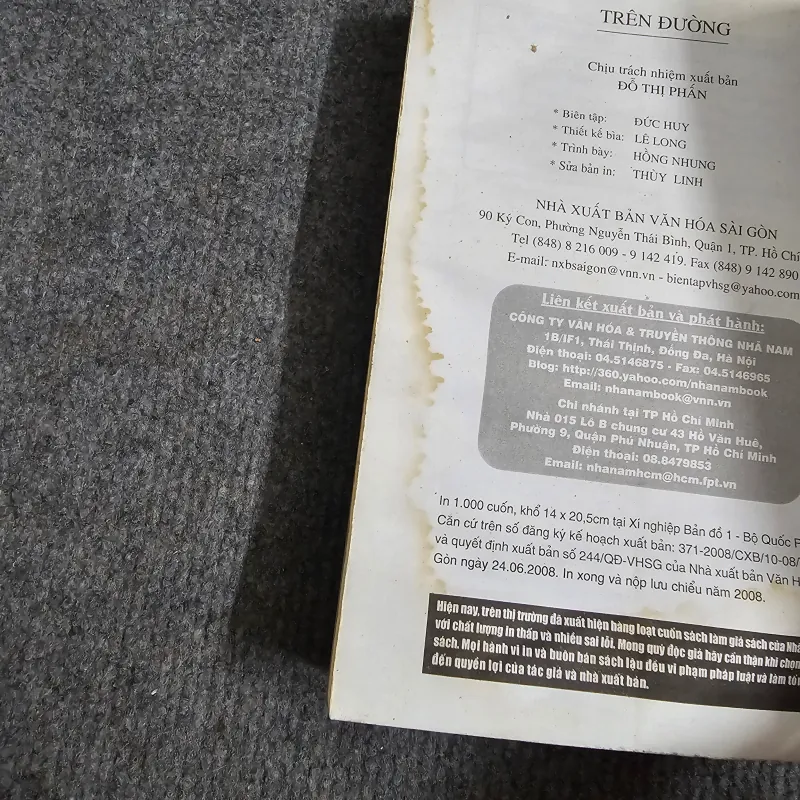 TRÊN ĐƯỜNG
Chịu trách nhiệm xuất bản
ĐỖ THỊ PHẤN
* Biên tập: ĐỨC HUY
* Thiết kế bìa: LÊ LONG
* Trình bày: HỒNG NHUNG
* Sửa bản in: THÙY LINH
NHÀ XUẤT BẢN VĂN HÓA SÀI GÒN
90 Ký Con, Phường Nguyễn Thái Bình, Quận 1, TP. Hồ Chí
Tel (848) 8 216 009 - 9 142 419. Fax (848) 9 142 890
E-mail: nxbsaigon@vnn.vn - bientapvhsg@yahoo.com
Liên kết xuất bản và phát hành:
CÔNG TY VĂN HÓA & TRUYỀN THÔNG NHÃ NAM
1B/IF1, Thái Thịnh, Đống Đa, Hà Nội
Điện thoại: 04.5146875 - Fax: 04.5146965
Blog: http://360.yahoo.com/nhanambook
Email: nhanambook@vnn.vn
Chi nhánh tại TP Hồ Chí Minh
Nhà 015 Lô B chung cư 43 Hồ Văn Huê,
Phường 9, Quận Phú Nhuận, TP Hồ Chí Minh
Điện thoại: 08.8479853
Email: nhanamhcm@hcm.fpt.vn
In 1.000 cuốn, khổ 14 x 20,5cm tại Xí nghiệp Bản đồ 1 - Bộ Quốc
Căn cứ trên số đăng ký kế hoạch xuất bản: 371-2008/CXB/10-08/
và quyết định xuất bản số 244/QĐ-VHSG của Nhà xuất bản Văn
Gòn ngày 24.06.2008. In xong và nộp lưu chiểu năm 2008.
Hiện nay, trên thị trường đã xuất hiện hàng loạt cuốn sách làm giả sách của
với chất lượng in thấp và nhiều sai lỗi. Mong quý độc giả hãy cẩn thận khi chọn
sách. Mọi hành vi in và buôn bán sách lậu đều vi phạm pháp luật và làm
đến quyền lợi của tác giả và nhà xuất bản.